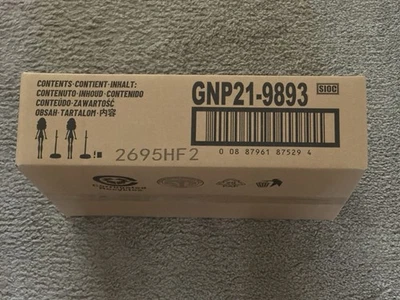 CONTENTS·CONTENT·INHALT:
CONTENUTO·INHOUD·CONTENIDO
CONTEÚDO·ZAWARTOŚĆ
OBSAH·TARTALOM·内容
GNP21-9893
SIOC
2695HF2
0 08 87961 87529 4